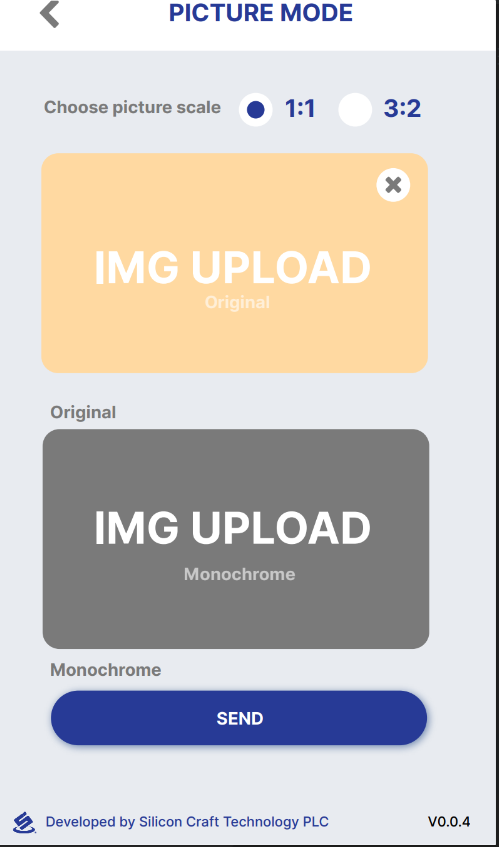 PICTURE MODE
Choose picture scale 1:1 3:2
IMG UPLOAD
Original
Original
IMG UPLOAD
Monochrome
Monochrome
SEND
Developed by Silicon Craft Technology PLC V0.0.4